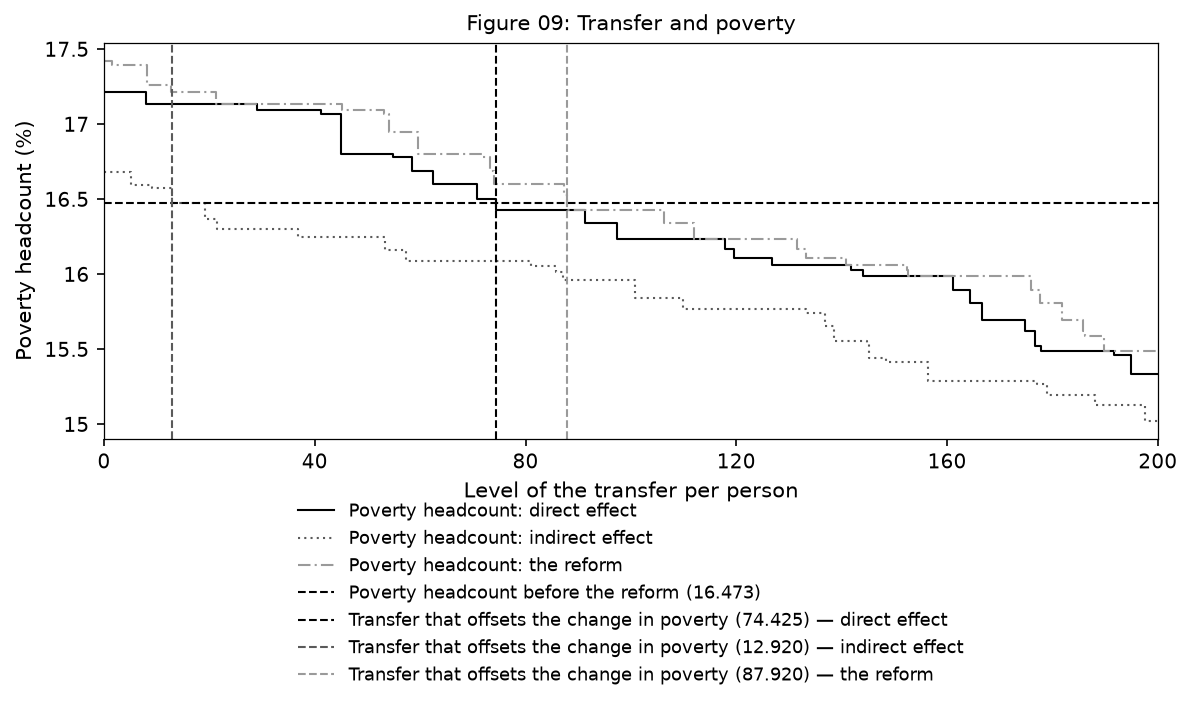 Figure 09: Transfer and poverty
Poverty headcount (%)
17.5
17
16.5
16
15.5
15
0 40 80 120 160 200
Level of the transfer per person
Poverty headcount: direct effect
Poverty headcount: indirect effect
Poverty headcount: the reform
Poverty headcount before the reform (16.473)
Transfer that offsets the change in poverty (74.425) — direct effect
Transfer that offsets the change in poverty (12.920) — indirect effect
Transfer that offsets the change in poverty (87.920) — the reform